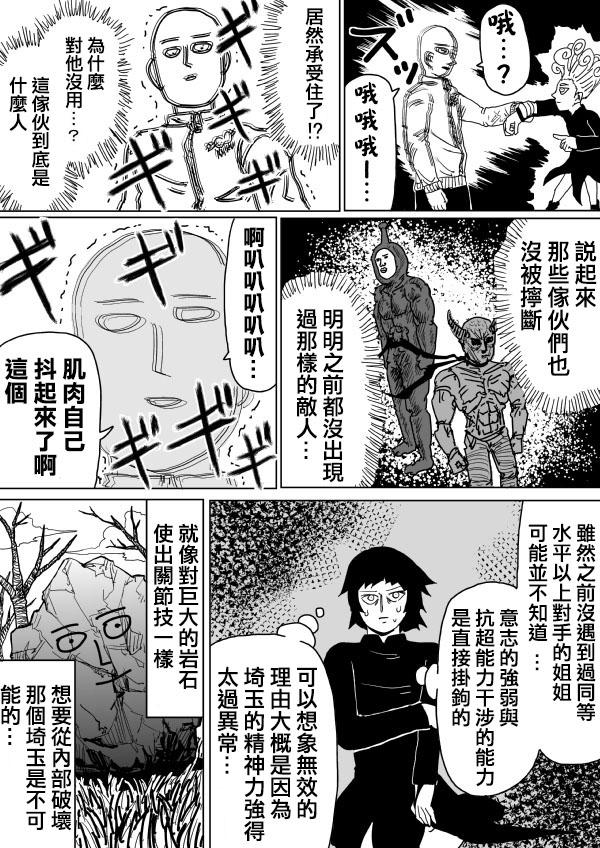 哦…？
哦哦哦—…
ズズッ
居然承受住了!?
為什麼
對他沒用…？
這傢伙到底是
什麼人
ギギギ
說起來
那些傢伙們也
沒被擰斷
明明之前都沒出現
過那樣的敵人…
啊叭叭叭叭叭…
肌肉自己
抖起來了啊
這個
ギギギギ
雖然之前沒遇到過同等
水平以上對手的姐姐
可能並不知道…
意志的強弱與
抗超能力干涉的能力
是直接掛鉤的
可以想象無效的
理由大概是因為
埼玉的精神力強得
太過異常…
就像對巨大的岩石
使出關節技一樣
想要從內部破壞
那個埼玉是不可
能的…